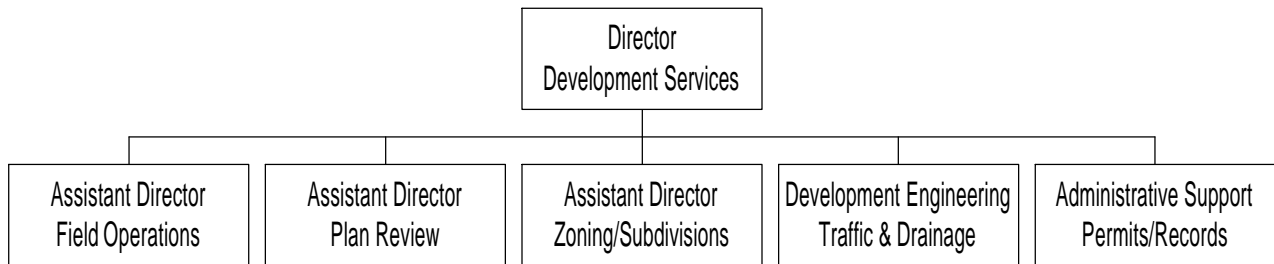 Director
Development Services
Assistant Director
Field Operations
Assistant Director
Plan Review
Assistant Director
Zoning/Subdivisions
Development Engineering
Traffic & Drainage
Administrative Support
Permits/Records